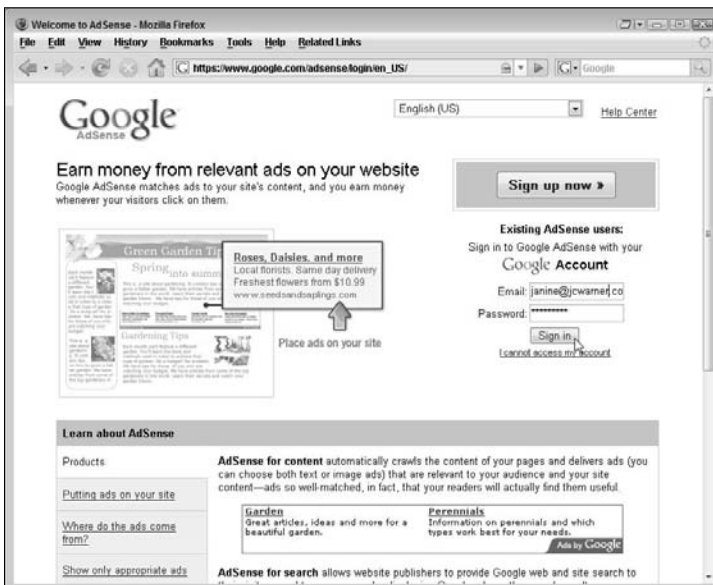 Welcome to AdSense - Mozilla Firefox
File Edit View History Bookmarks Tools Help Related Links
https://www.google.com/adsense/login/en_US/
Google
Google
AdSense
English (US)
Help Center
Earn money from relevant ads on your website
Google AdSense matches ads to your site's content, and you earn money
whenever your visitors click on them.
Sign up now »
Green Garden Tip
Spring into summ
Gardening Tips
Roses, Daisies, and more
Local florists. Same day delivery
Freshest flowers from $10.99
www.seedsandsaplings.com
Place ads on your site
Existing AdSense users:
Sign in to Google AdSense with your
Google Account
Email: janine@jcwarner.co
Password: *********
Sign in
I cannot access my account
Learn about AdSense
Products
Putting ads on your site
Where do the ads come
from?
Show only appropriate ads
AdSense for content automatically crawls the content of your pages and delivers ads (you
can choose both text or image ads) that are relevant to your audience and your site
content—ads so well-matched, in fact, that your readers will actually find them useful.
Garden
Great articles, ideas and more for a
beautiful garden.
Perennials
Information on perennials and which
types work best for your needs.
Ads by Google
AdSense for search allows website publishers to provide Google web and site search to